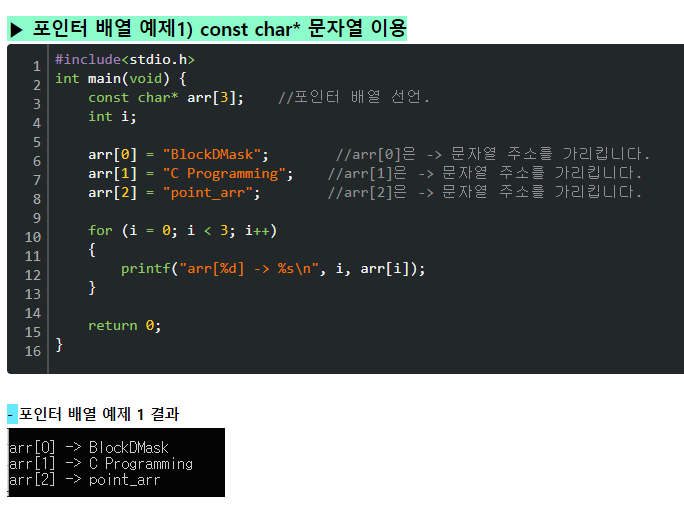 ▶ 포인터 배열 예제1) const char* 문자열 이용
1 #include<stdio.h>
2 int main(void) {
3 const char* arr[3]; //포인터 배열 선언.
4 int i;
5
6 arr[0] = "BlockDMask"; //arr[0]은 -> 문자열 주소를 가리킵니다.
7 arr[1] = "C Programming"; //arr[1]은 -> 문자열 주소를 가리킵니다.
8 arr[2] = "point_arr"; //arr[2]은 -> 문자열 주소를 가리킵니다.
9
10 for (i = 0; i < 3; i++)
11 {
12 printf("arr[%d] -> %s\n", i, arr[i]);
13 }
14
15 return 0;
16 }
- 포인터 배열 예제 1 결과
arr[0] -> BlockDMask
arr[1] -> C Programming
arr[2] -> point_arr